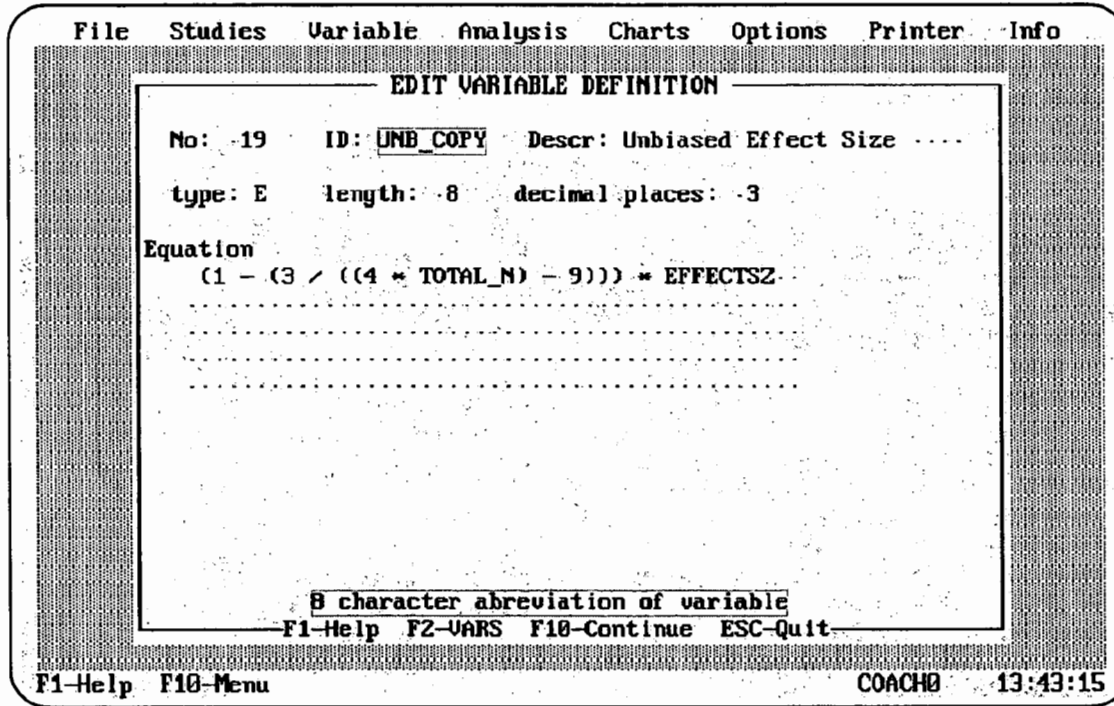 File Studies Variable Analysis Charts Options Printer Info
EDIT VARIABLE DEFINITION
No: 19 ID: UNB_COPY Descr: Unbiased Effect Size ....
type: E length: 8 decimal places: 3
Equation
(1 - (3 / ((4 * TOTAL_N) - 9))) * EFFECTSZ
8 character abreviation of variable
F1-Help F2-VARS F10-Continue ESC-Quit
F1-Help F10-Menu COACH0 13:43:15